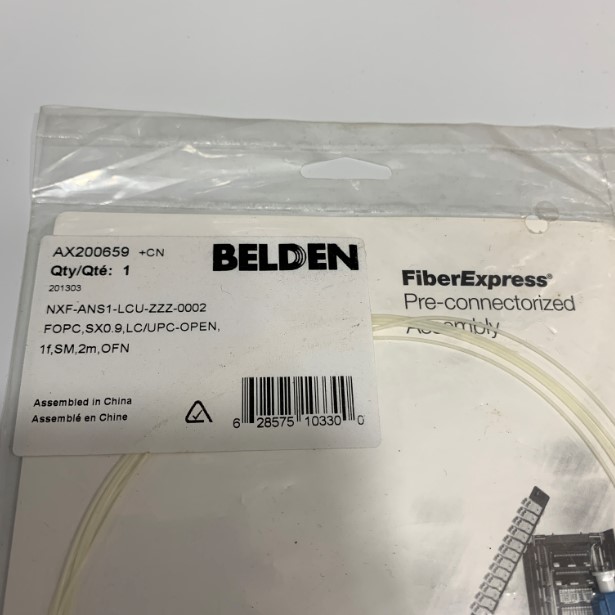 AX200659 +CN
Qty/Qté: 1
201303
BELDEN
NXF-ANS1-LCU-ZZZ-0002
FOPC,SX0.9,LC/UPC-OPEN,
1f,SM,2m,OFN
Assembled in China
Assemblé en Chine
6 28575 10330 0
FiberExpress®
Pre-connectorized
Assembly